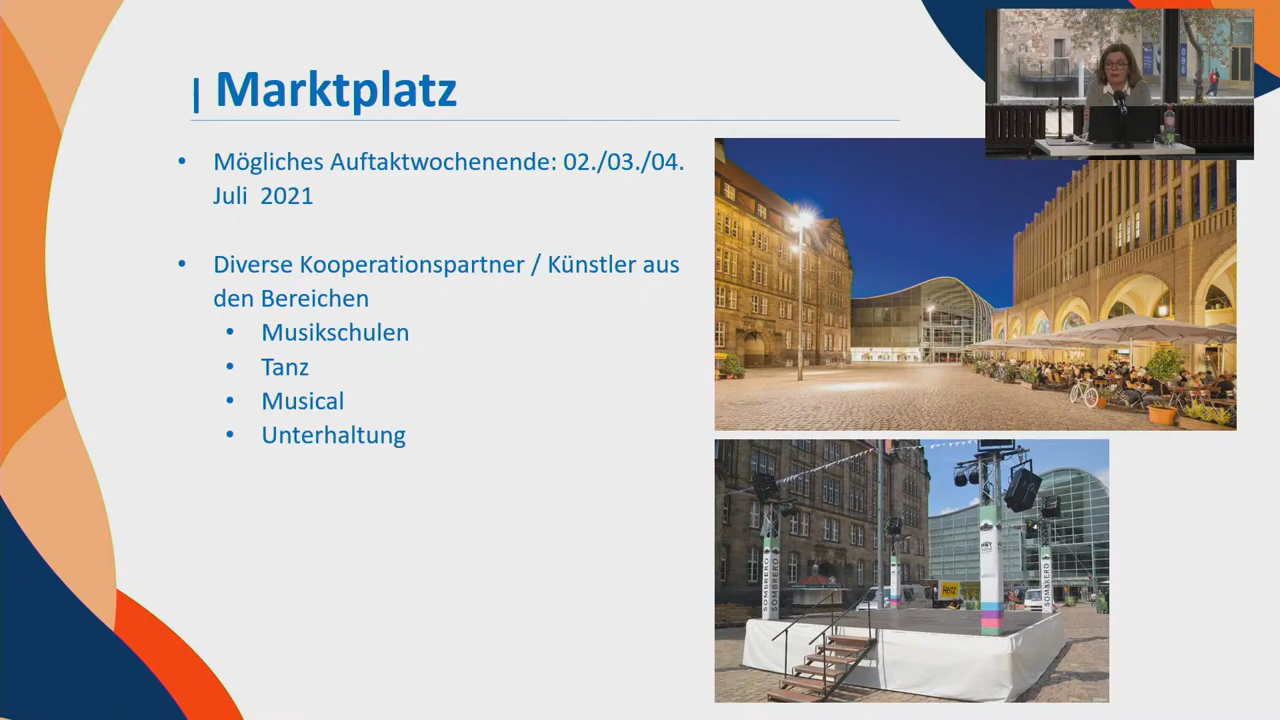 Marktplatz
• Mögliches Auftaktwochenende: 02./03./04.
Juli 2021
• Diverse Kooperationspartner / Künstler aus
den Bereichen
• Musikschulen
• Tanz
• Musical
• Unterhaltung
SOMBRERO
SOMBRERO
Hertz
SOMBRERO